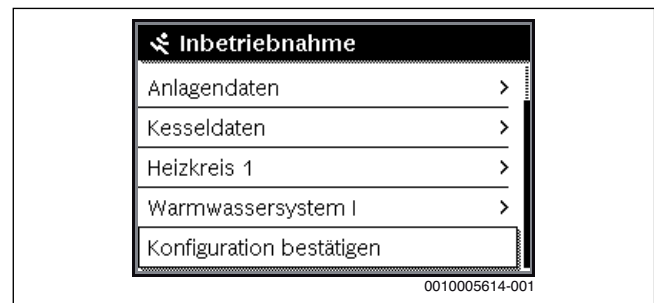 Inbetriebnahme
Anlagendaten >
Kesseldaten >
Heizkreis 1 >
Warmwassersystem I >
Konfiguration bestätigen
0010005614-001